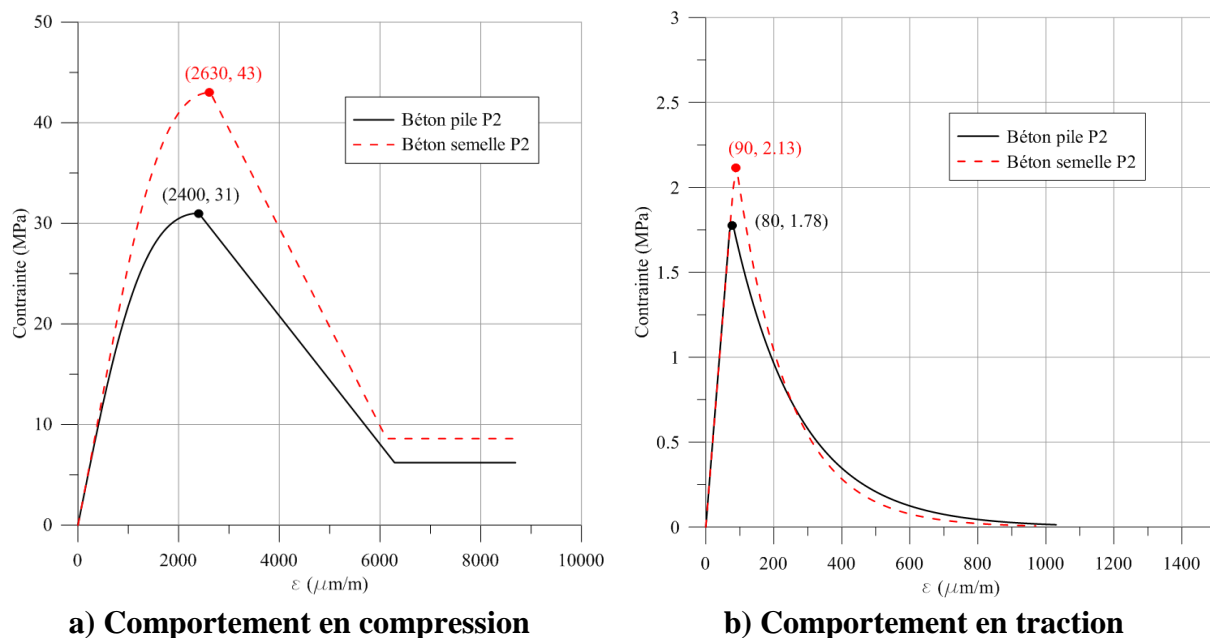 50
40
30
20
10
0
Contrainte (MPa)
(2630, 43)
(2400, 31)
Béton pile P2
Béton semelle P2
0 2000 4000 6000 8000 10000
ε (μm/m)
a) Comportement en compression
3
2.5
2
1.5
1
0.5
0
Contrainte (MPa)
(90, 2.13)
(80, 1.78)
Béton pile P2
Béton semelle P2
0 200 400 600 800 1000 1200 1400
ε (μm/m)
b) Comportement en traction